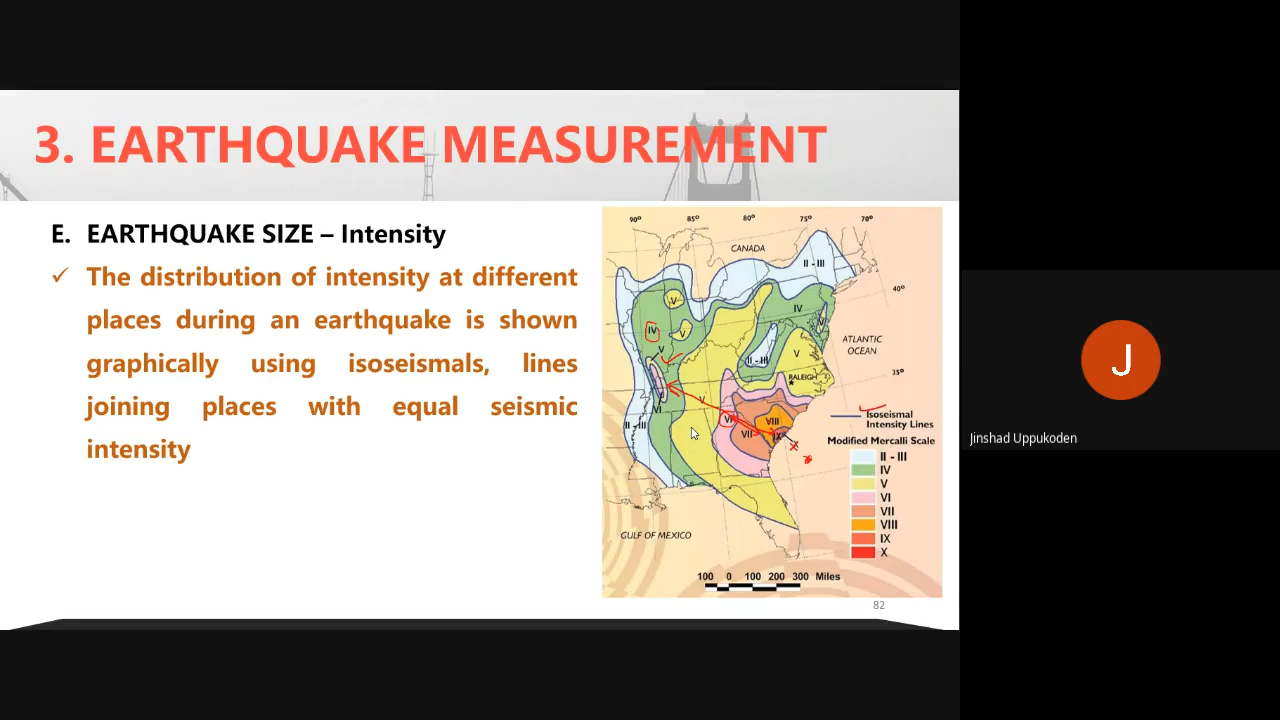 3. EARTHQUAKE MEASUREMENT
E. EARTHQUAKE SIZE – Intensity
✓ The distribution of intensity at different
places during an earthquake is shown
graphically using isoseismals, lines
joining places with equal seismic
intensity
90° 85° 80° 75° 70°
CANADA
II - III
40°
V
IV
IV
V
V
ATLANTIC
OCEAN
V
II - III
V
35°
RALEIGH
V
VI
II - III
VI
VIII
VII
IX
Isoseismal
Intensity Lines
Modified Mercalli Scale
II - III
IV
V
VI
VII
VIII
IX
X
GULF OF MEXICO
100 0 100 200 300 Miles
82
J
Jinshad Uppukoden